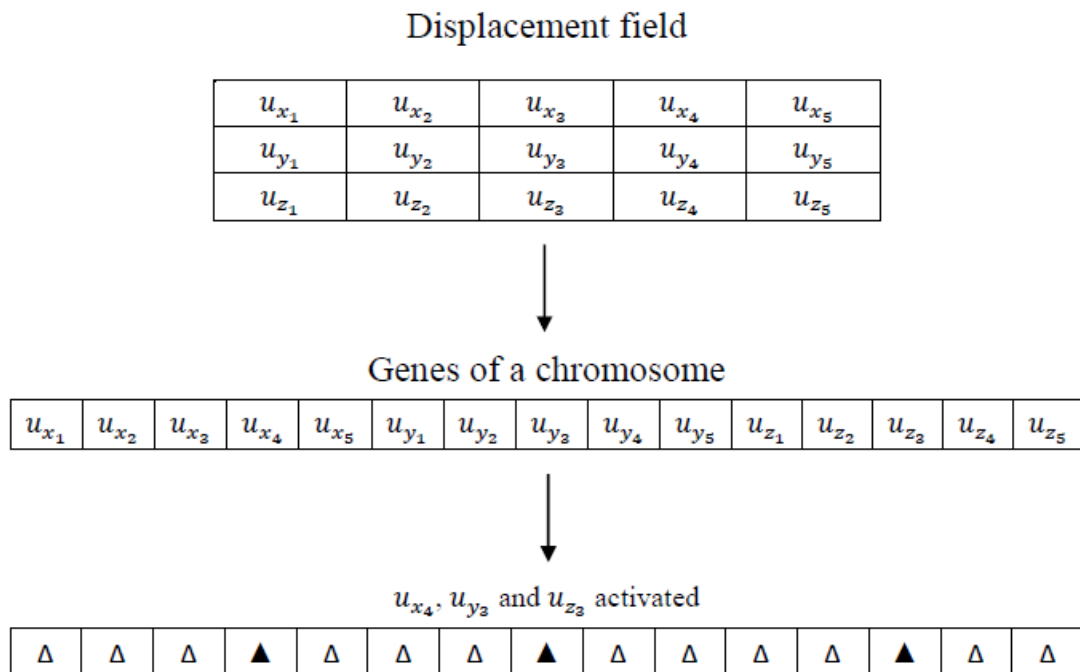 Displacement field
u_{x_1} u_{x_2} u_{x_3} u_{x_4} u_{x_5}
u_{y_1} u_{y_2} u_{y_3} u_{y_4} u_{y_5}
u_{z_1} u_{z_2} u_{z_3} u_{z_4} u_{z_5}
Genes of a chromosome
u_{x_1} u_{x_2} u_{x_3} u_{x_4} u_{x_5} u_{y_1} u_{y_2} u_{y_3} u_{y_4} u_{y_5} u_{z_1} u_{z_2} u_{z_3} u_{z_4} u_{z_5}
u_{x_4}, u_{y_3} and u_{z_3} activated
Δ Δ Δ ▲ Δ Δ Δ ▲ Δ Δ Δ Δ ▲ Δ Δ